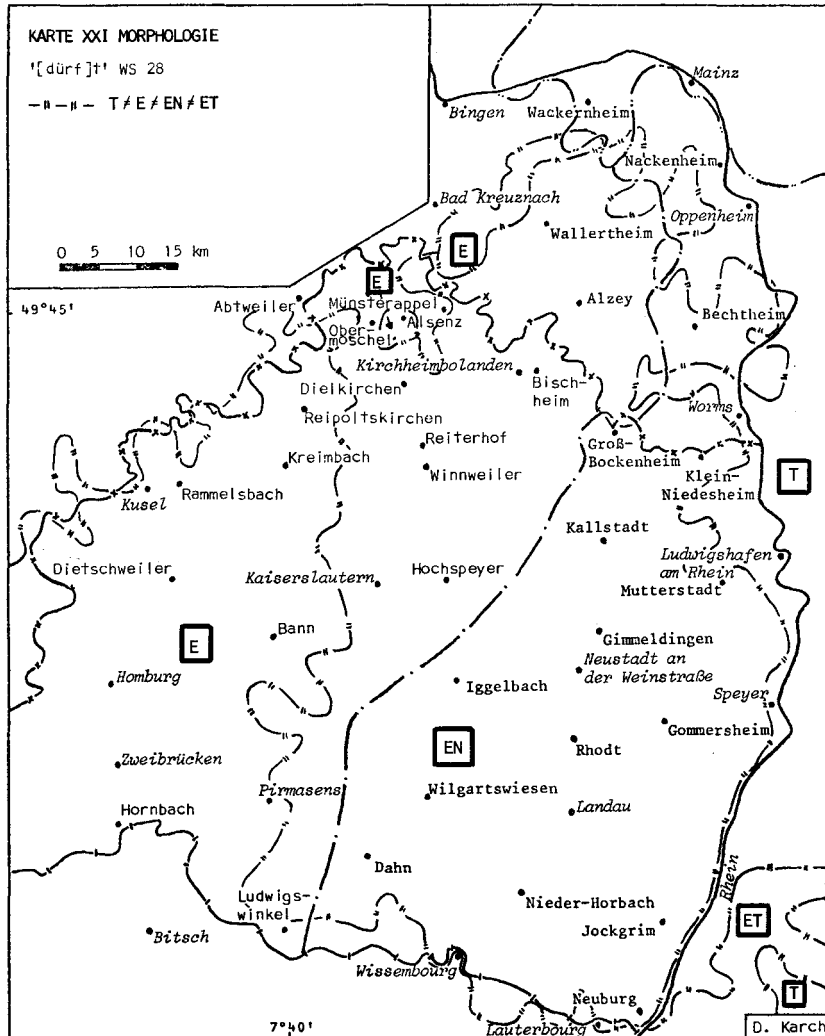 KARTE XXI MORPHOLOGIE
'[dürf]t' WS 28
T ≠ E ≠ EN ≠ ET
0 5 10 15 km
Mainz
Bingen
Wackernheim
Nackenheim
Bad Kreuznach
Oppenheim
Wallertheim
E
E
49°45'
Abtweiler
Münsterappel
Alzey
Ober-
moschel
Alsenz
Bechtheim
Kirchheimbolanden
Dielkirchen
Bisch-
heim
Reipoltskirchen
Worms
Reiterhof
Groß-
Bockenheim
Kreimbach
Winnweiler
Klein-
Niedesheim
T
Kusel
Rammelsbach
Kallstadt
Dietschweiler
Kaiserslautern
Hochspeyer
Ludwigshafen
am Rhein
Mutterstadt
E
Bann
Gimmeldingen
Homburg
Iggelbach
Neustadt an
der Weinstraße
Speyer
Gommersheim
EN
Rhodt
Zweibrücken
Pirmasens
Wilgartswiesen
Landau
Hornbach
Dahn
Rhein
Ludwigs-
winkel
Nieder-Horbach
ET
Bitsch
Jockgrim
Wissembourg
T
Neuburg
7°40'
Lauterbourg
D. Karch